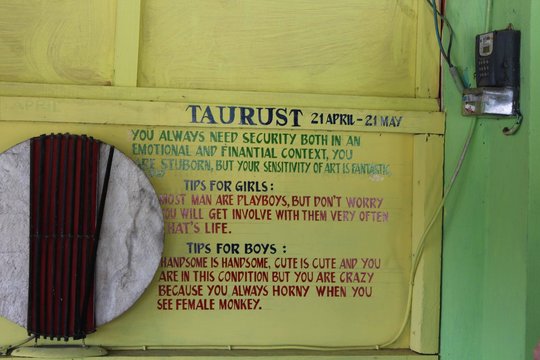 APRIL
TAURUST 21 APRIL - 21 MAY
YOU ALWAYS NEED SECURITY BOTH IN AN
EMOTIONAL AND FINANTIAL CONTEXT, YOU
ARE STUBORN, BUT YOUR SENSITIVITY OF ART IS FANTASTIC
TIPS FOR GIRLS :
MOST MAN ARE PLAYBOYS, BUT DON'T WORRY
YOU WILL GET INVOLVE WITH THEM VERY OFTEN
THAT'S LIFE.
TIPS FOR BOYS :
HANDSOME IS HANDSOME, CUTE IS CUTE AND YOU
ARE IN THIS CONDITION BUT YOU ARE CRAZY
BECAUSE YOU ALWAYS HORNY WHEN YOU
SEE FEMALE MONKEY.